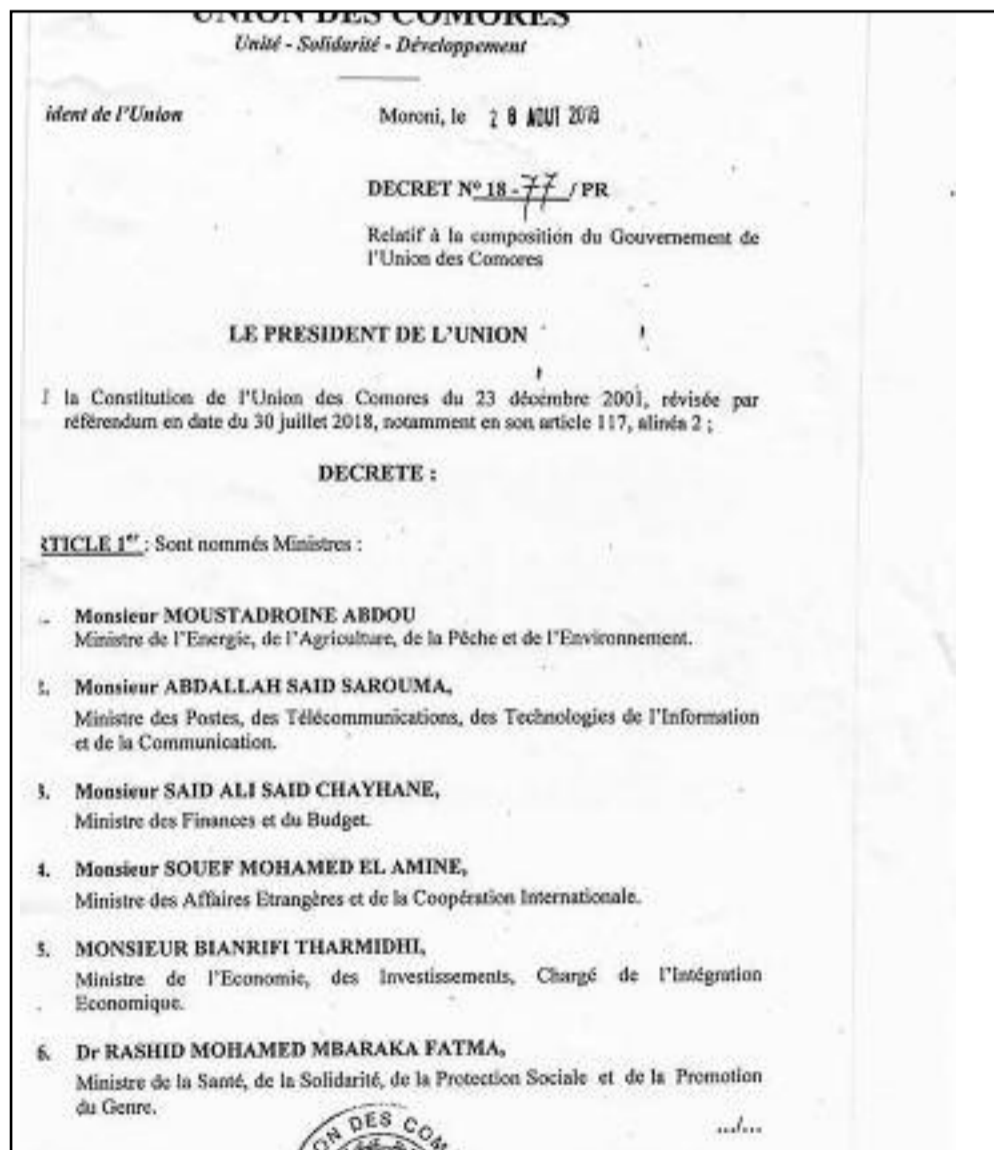 UNION DES COMORES
Unité - Solidarité - Développement
ident de l'Union
Moroni, le 28 AOUT 2018
DECRET N° 18-77 / PR
Relatif à la composition du Gouvernement de
l'Union des Comores
LE PRESIDENT DE L'UNION
la Constitution de l'Union des Comores du 23 décembre 2001, révisée par
référendum en date du 30 juillet 2018, notamment en son article 117, alinéa 2 ;
DECRETE :
RTICLE 1er : Sont nommés Ministres :
Monsieur MOUSTADROINE ABDOU
Ministre de l'Energie, de l'Agriculture, de la Pêche et de l'Environnement.
2. Monsieur ABDALLAH SAID SAROUMA,
Ministre des Postes, des Télécommunications, des Technologies de l'Information
et de la Communication.
3. Monsieur SAID ALI SAID CHAYHANE,
Ministre des Finances et du Budget.
4. Monsieur SOUEF MOHAMED EL AMINE,
Ministre des Affaires Etrangères et de la Coopération Internationale.
5. MONSIEUR BIANRIFI THARMIDHI,
Ministre de l'Economie, des Investissements, Chargé de l'Intégration
Economique.
6. Dr RASHID MOHAMED MBARAKA FATMA,
Ministre de la Santé, de la Solidarité, de la Protection Sociale et de la Promotion
du Genre.
.../...
ON DES COM